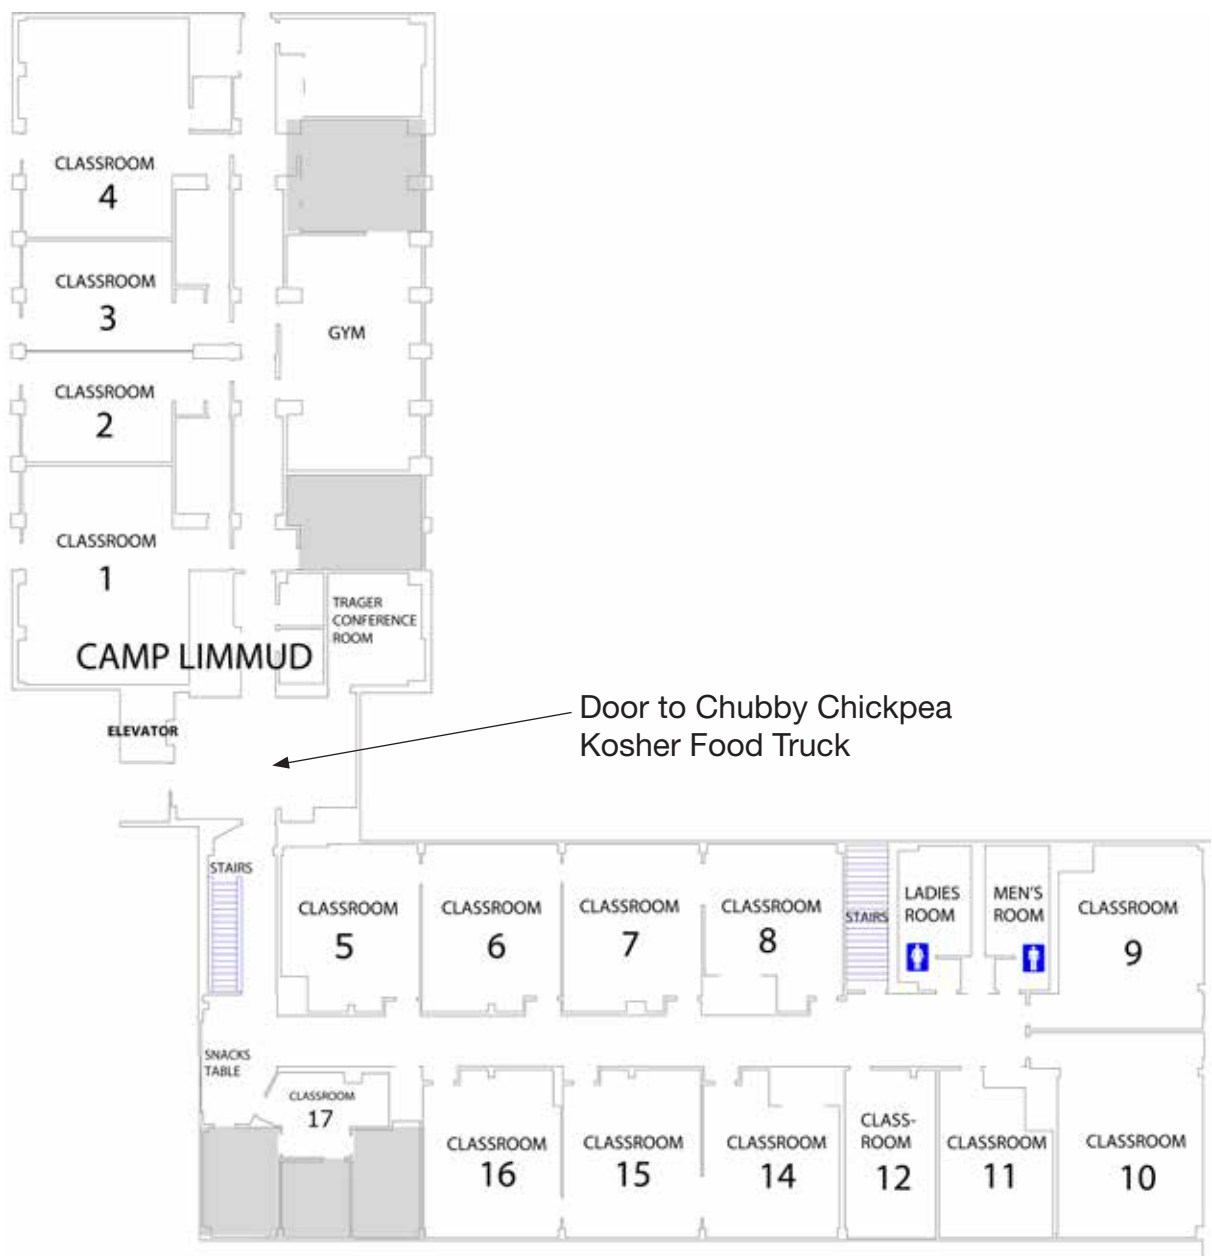 CLASSROOM
4
CLASSROOM
3
GYM
CLASSROOM
2
CLASSROOM
1
TRAGER
CONFERENCE
ROOM
CAMP LIMMUD
ELEVATOR
Door to Chubby Chickpea
Kosher Food Truck
STAIRS
CLASSROOM
5
CLASSROOM
6
CLASSROOM
7
CLASSROOM
8
STAIRS
LADIES
ROOM
MEN'S
ROOM
CLASSROOM
9
SNACKS
TABLE
CLASSROOM
17
CLASSROOM
16
CLASSROOM
15
CLASSROOM
14
CLASS-
ROOM
12
CLASSROOM
11
CLASSROOM
10